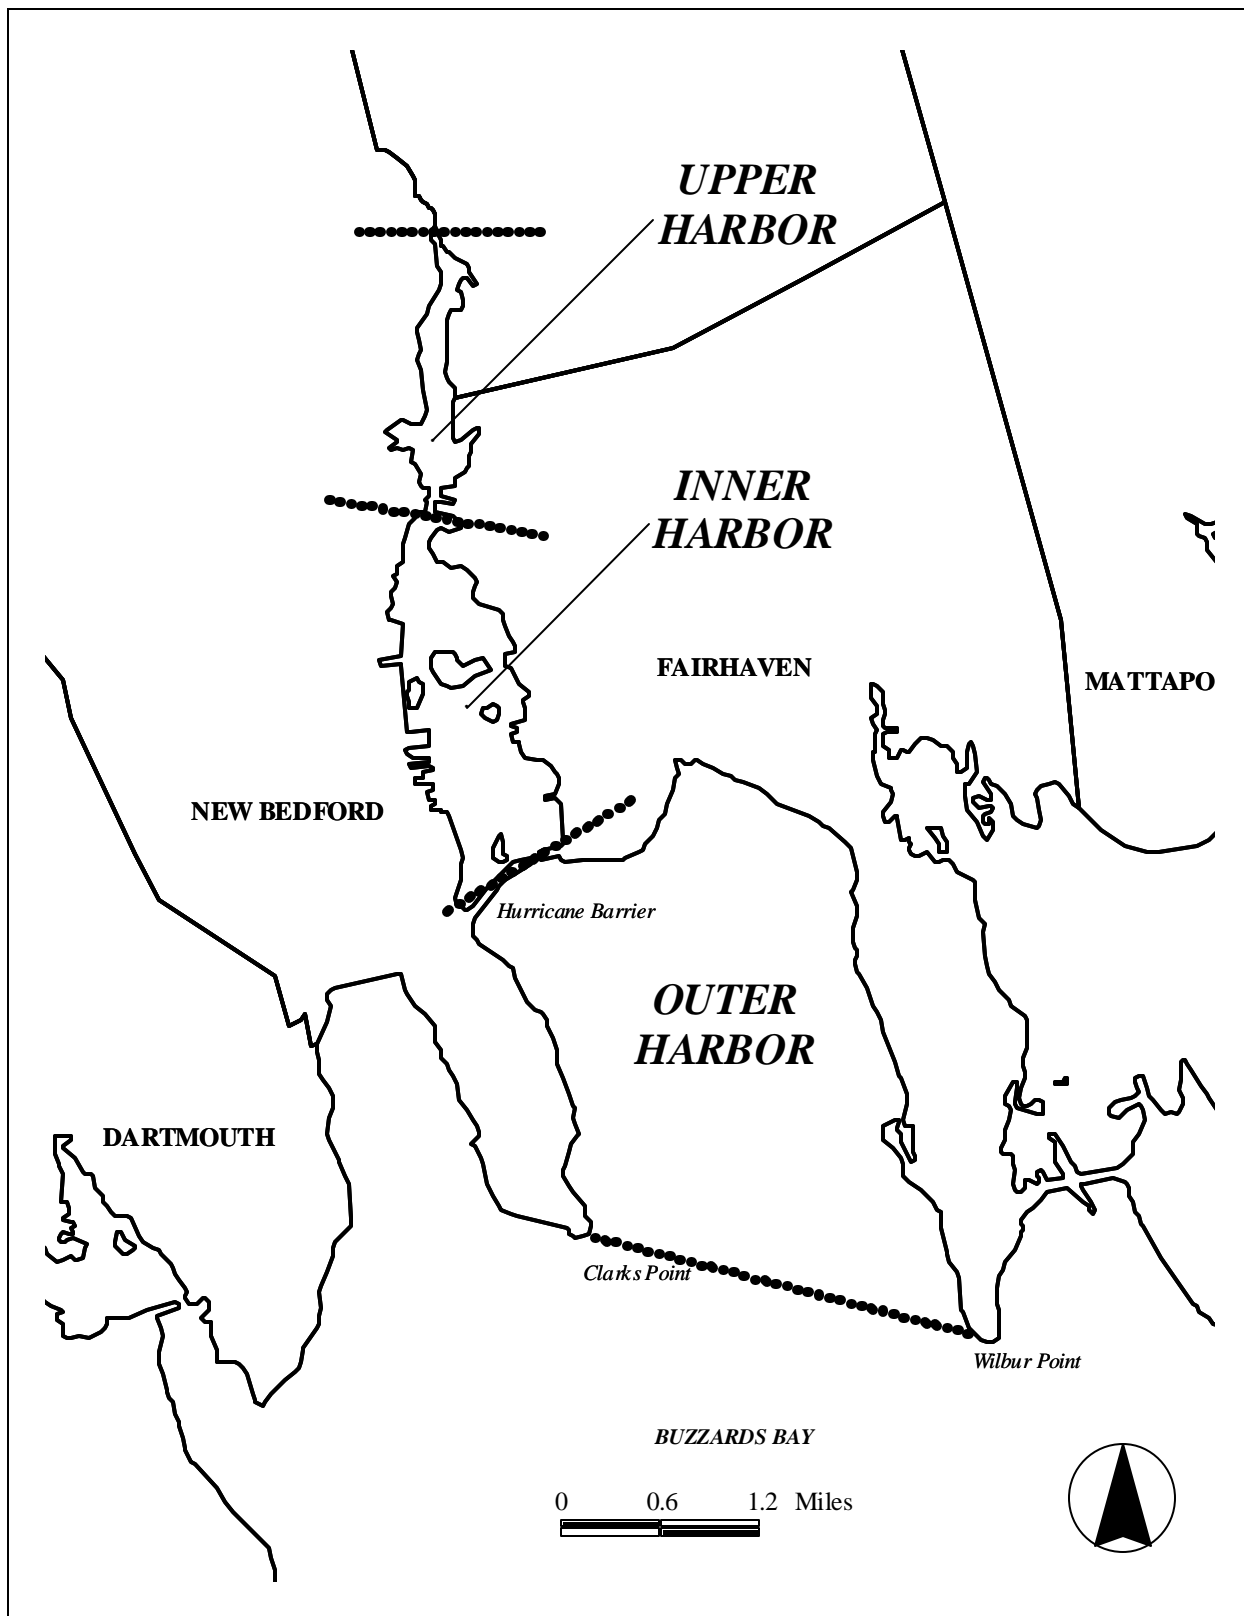 UPPER
HARBOR
INNER
HARBOR
FAIRHAVEN
MATTAPO
NEW BEDFORD
Hurricane Barrier
OUTER
HARBOR
DARTMOUTH
Clarks Point
Wilbur Point
BUZZARDS BAY
0 0.6 1.2 Miles